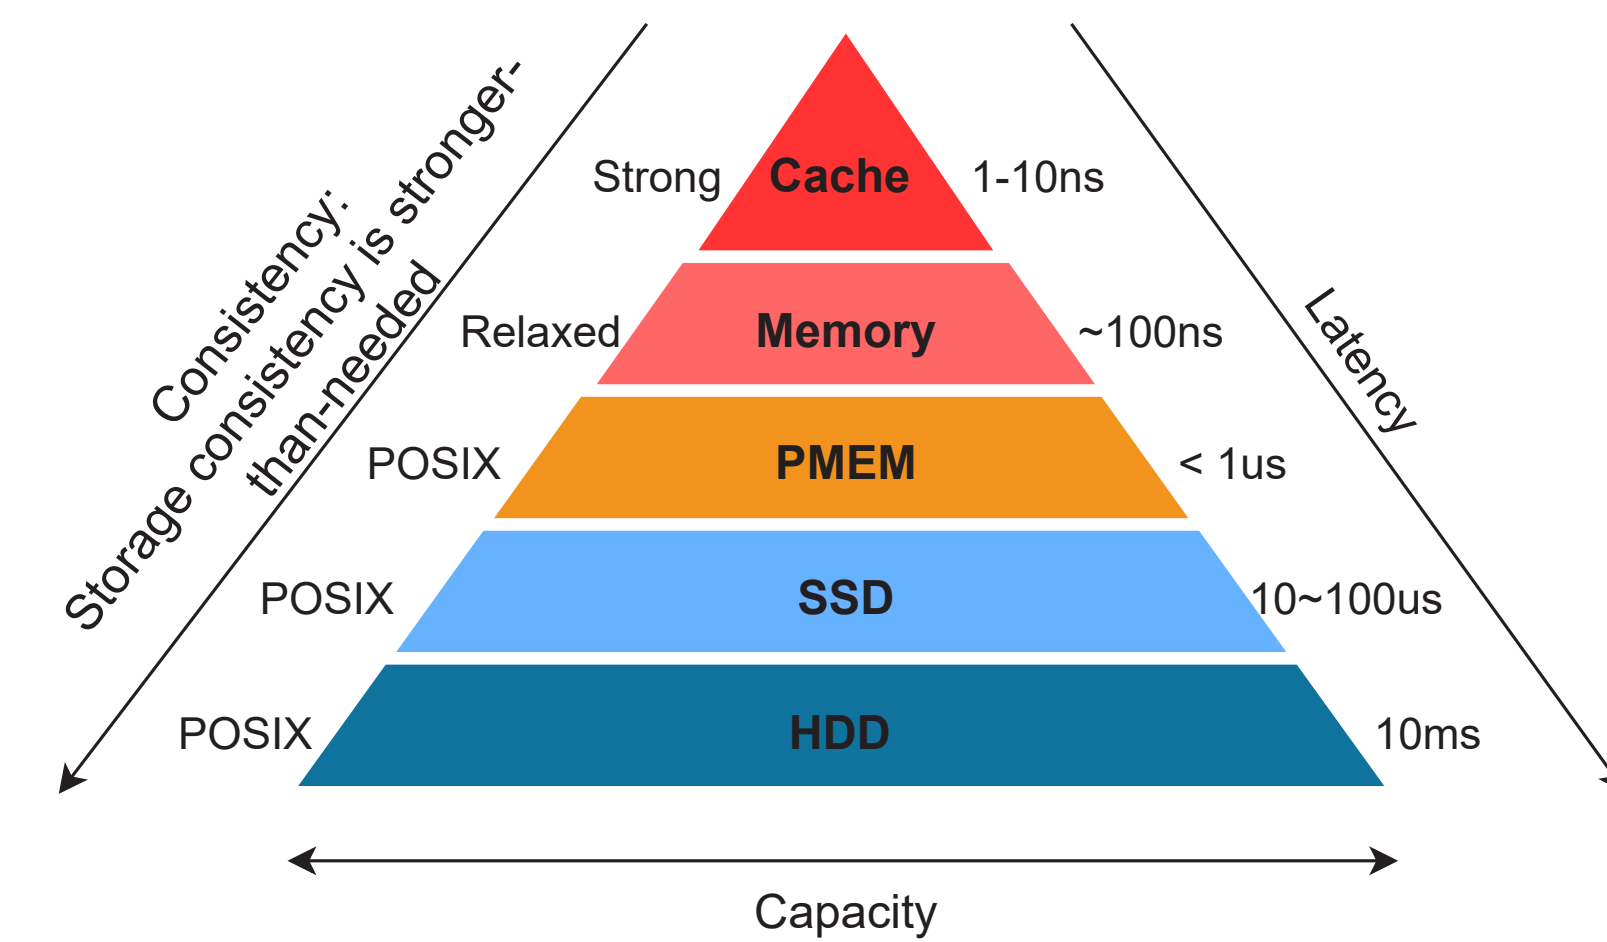 Consistency:
Storage consistency is stronger-
than-needed
Strong
Cache
1-10ns
Relaxed
Memory
~100ns
Latency
POSIX
PMEM
< 1us
POSIX
SSD
10~100us
POSIX
HDD
10ms
Capacity